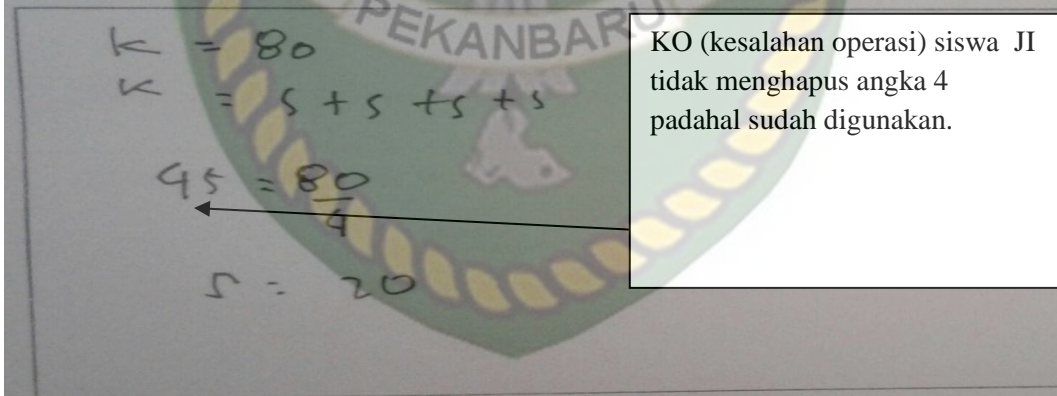 PEKANBARU
K = 80
K = s + s + s + s
4s = 80/4
s = 20
KO (kesalahan operasi) siswa JI
tidak menghapus angka 4
padahal sudah digunakan.